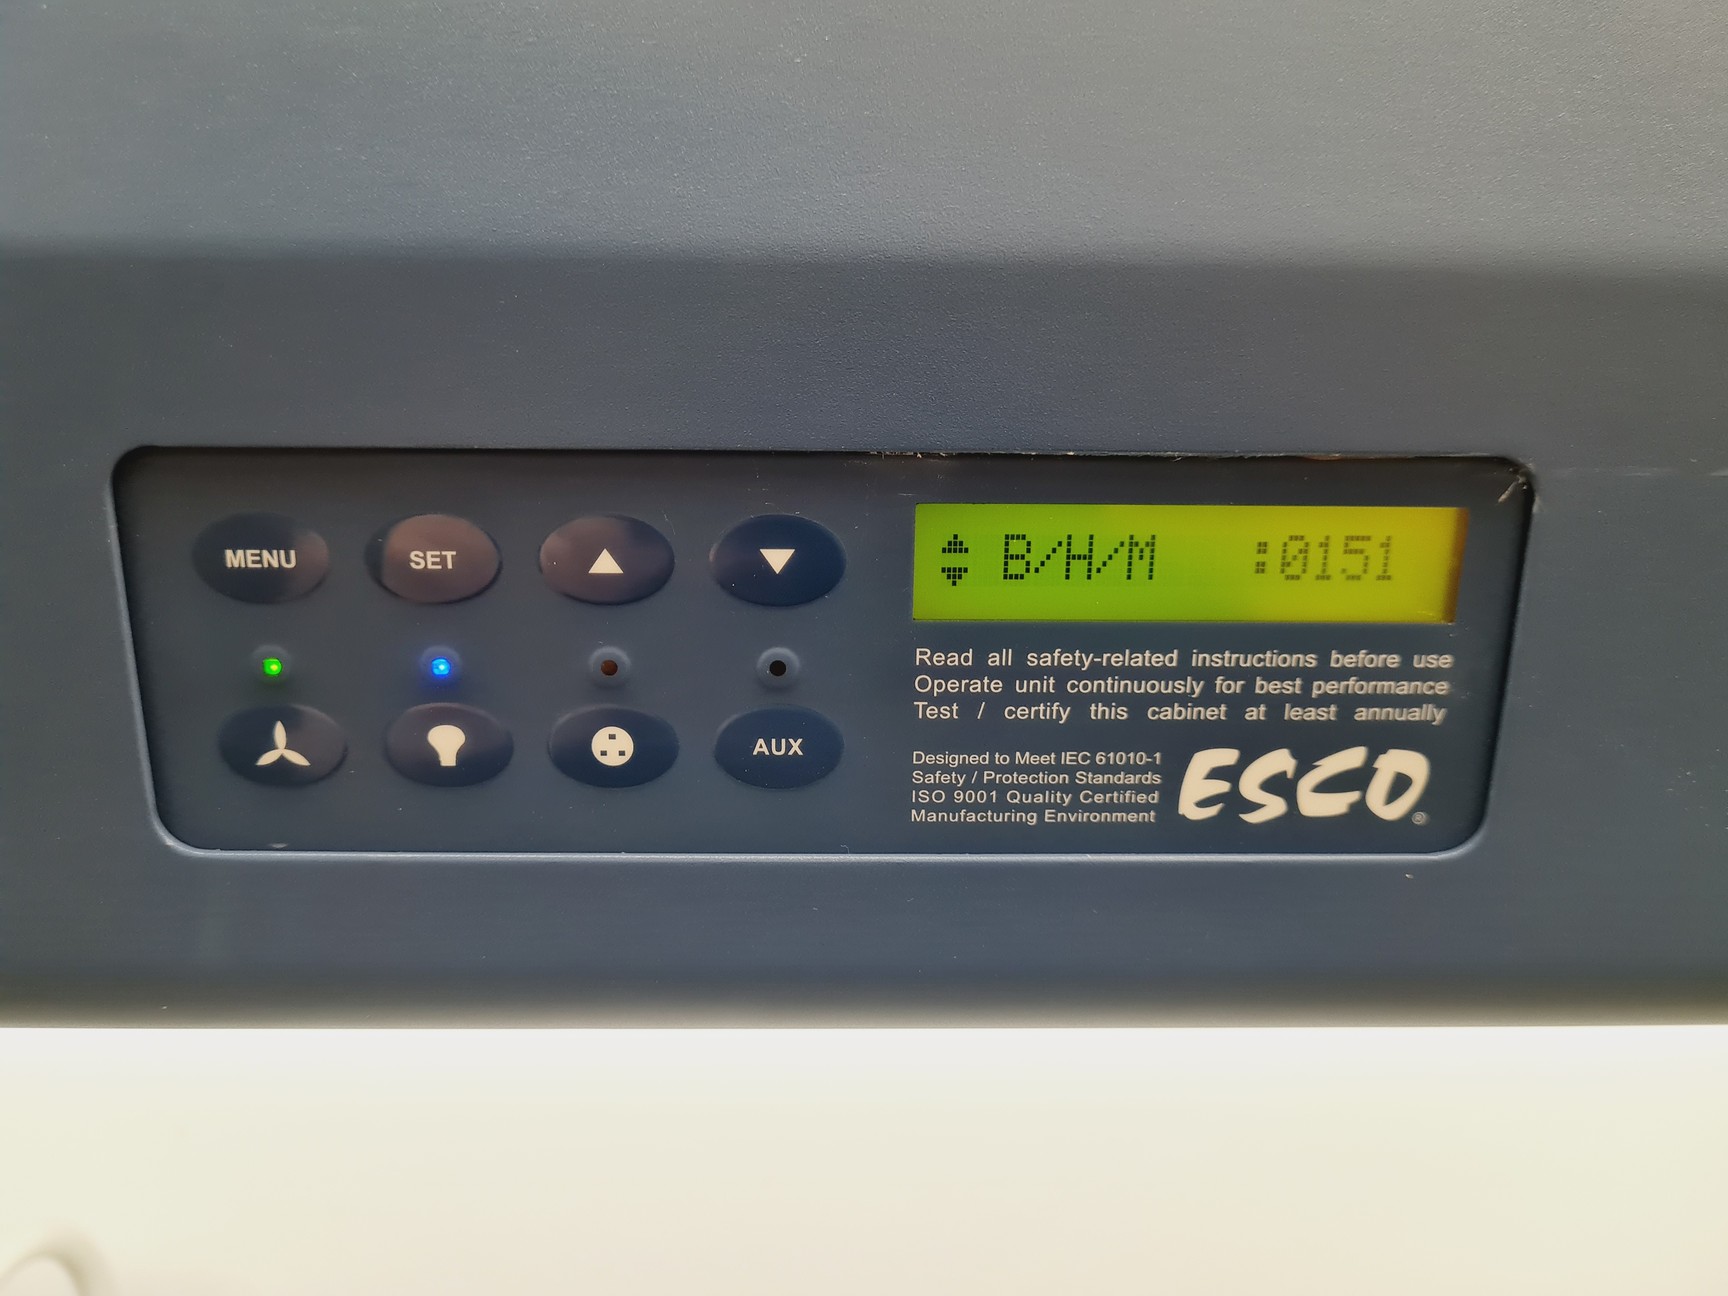 MENU SET
B/H/M :0151
AUX
Read all safety-related instructions before use
Operate unit continuously for best performance
Test / certify this cabinet at least annually
Designed to Meet IEC 61010-1
Safety / Protection Standards
ISO 9001 Quality Certified
Manufacturing Environment
ESCO®